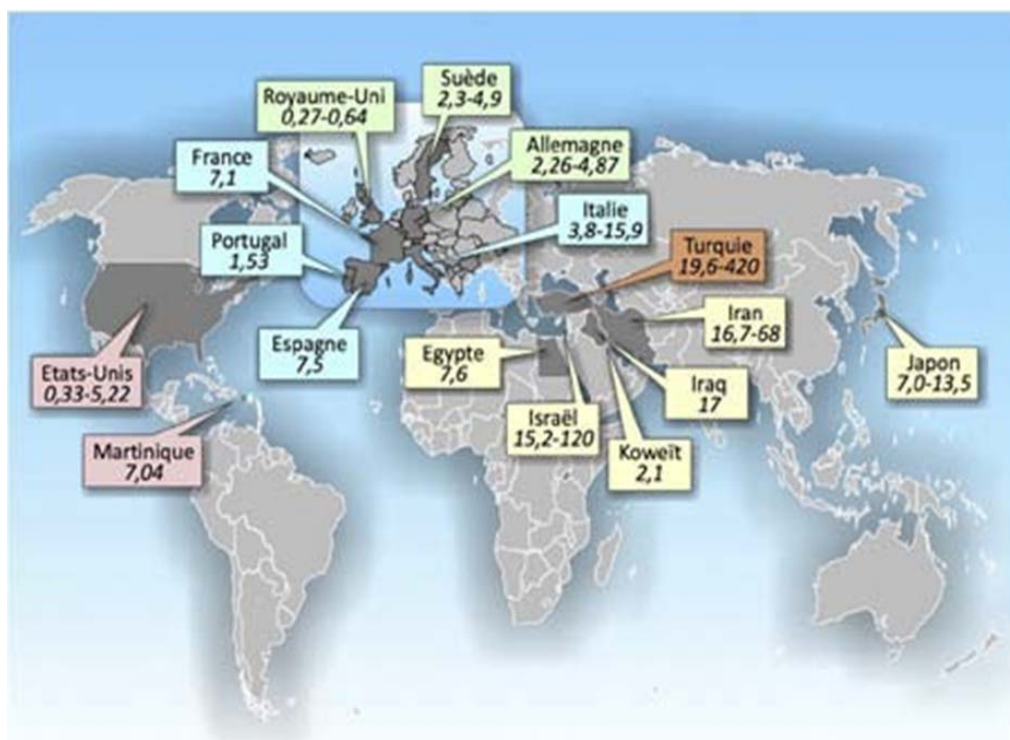 Suède
2,3-4,9
Royaume-Uni
0,27-0,64
Allemagne
2,26-4,87
France
7,1
Italie
3,8-15,9
Portugal
1,53
Turquie
19,6-420
Iran
16,7-68
Espagne
7,5
Egypte
7,6
Etats-Unis
0,33-5,22
Japon
7,0-13,5
Iraq
17
Israël
15,2-120
Martinique
7,04
Koweït
2,1